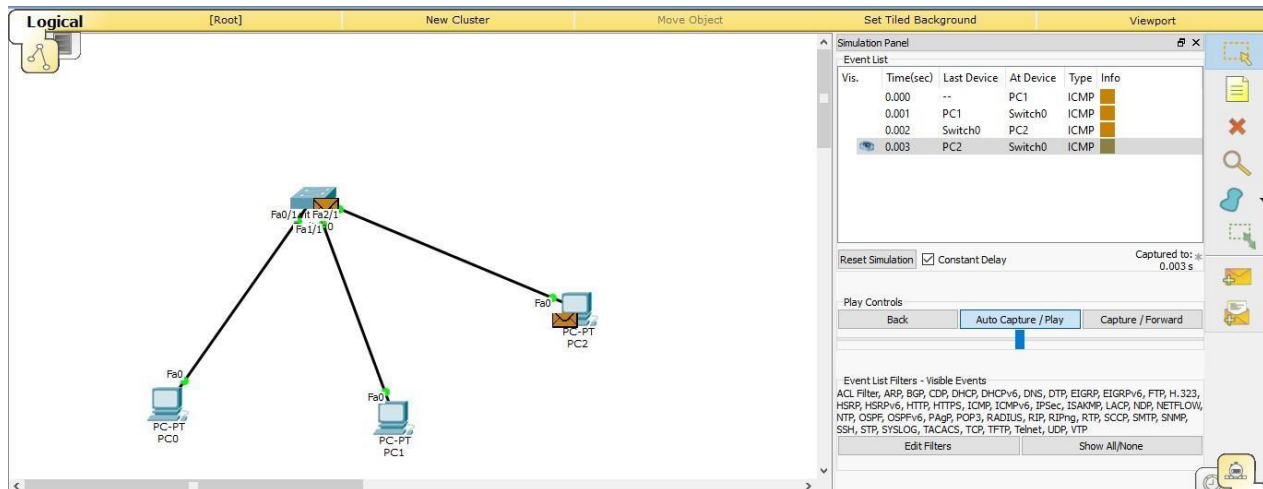 Logical
[Root]
New Cluster
Move Object
Set Tiled Background
Viewport
Simulation Panel
Event List
Vis. Time(sec) Last Device At Device Type Info
0.000 -- PC1 ICMP
0.001 PC1 Switch0 ICMP
0.002 Switch0 PC2 ICMP
0.003 PC2 Switch0 ICMP
Reset Simulation Constant Delay Captured to: *
0.003 s
Play Controls
Back Auto Capture / Play Capture / Forward
Event List Filters - Visible Events
ACL Filter, ARP, BGP, CDP, DHCP, DHCPv6, DNS, DTP, EIGRP, EIGRPv6, FTP, H.323,
HSRP, HSRPv6, HTTP, HTTPS, ICMP, ICMPv6, IPSec, ISAKMP, LACP, NDP, NETFLOW,
NTP, OSPF, OSPFv6, PAgP, POP3, RADIUS, RIP, RIPng, RTP, SCCP, SMTP, SNMP,
SSH, STP, SYSLOG, TACACS, TCP, TFTP, Telnet, UDP, VTP
Edit Filters Show All/None
Fa0/1 Fa2/1
Fa1/1
Fa0
PC-PT
PC2
Fa0
PC-PT
PC0
Fa0
PC-PT
PC1